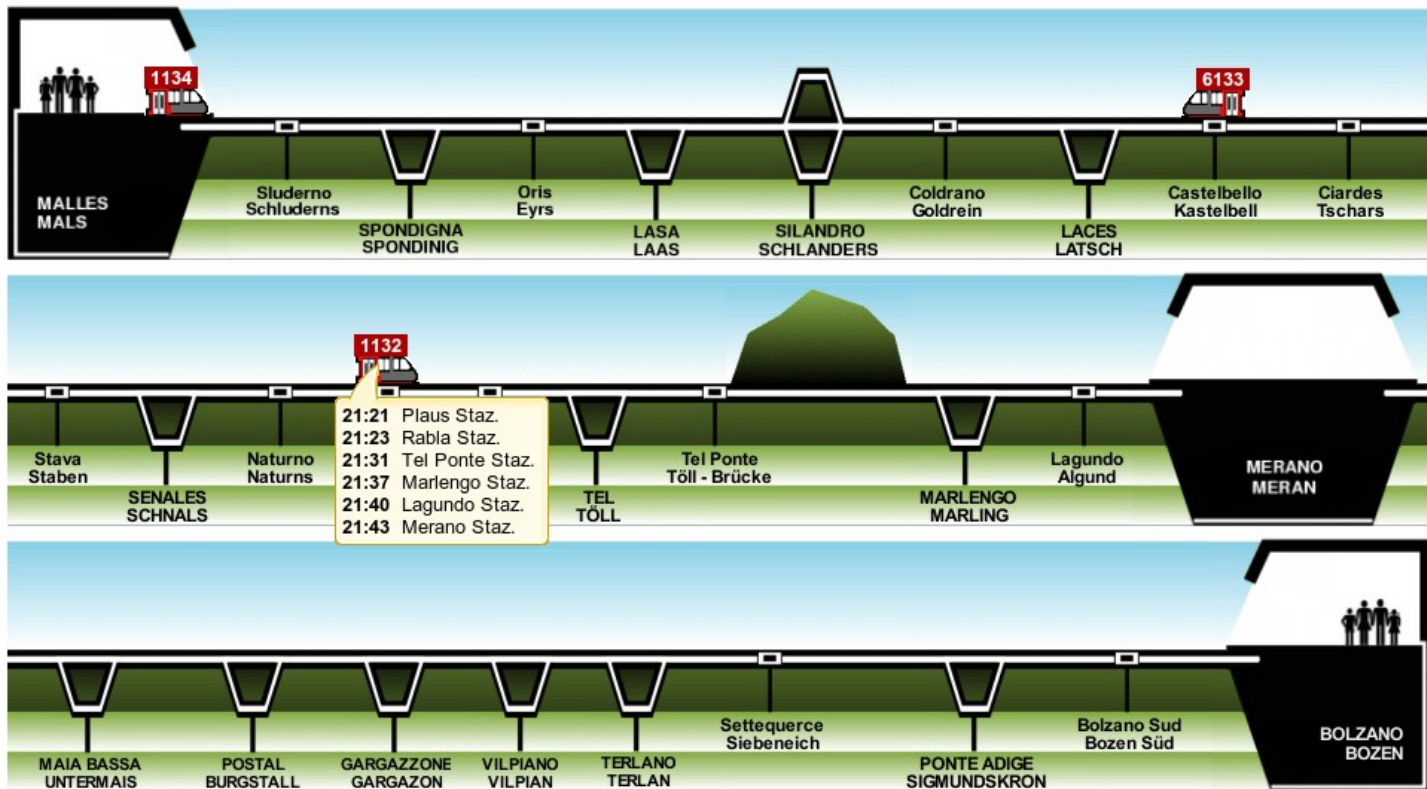 1134
6133
MALLES
MALS
Sluderno
Schluderns
SPONDIGNA
SPONDINIG
Oris
Eyrs
LASA
LAAS
SILANDRO
SCHLANDERS
Coldrano
Goldrein
LACES
LATSCH
Castelbello
Kastelbell
Ciardes
Tschars
1132
Stava
Staben
SENALES
SCHNALS
Naturno
Naturns
21:21 Plaus Staz.
21:23 Rabla Staz.
21:31 Tel Ponte Staz.
21:37 Marlengo Staz.
21:40 Lagundo Staz.
21:43 Merano Staz.
TEL
TÖLL
Tel Ponte
Töll - Brücke
MARLENGO
MARLING
Lagundo
Algund
MERANO
MERAN
MAIA BASSA
UNTERMAIS
POSTAL
BURGSTALL
GARGAZZONE
GARGAZON
VILPIANO
VILPIAN
TERLANO
TERLAN
Settequerce
Siebeneich
PONTE ADIGE
SIGMUNDSKRON
Bolzano Sud
Bozen Süd
BOLZANO
BOZEN